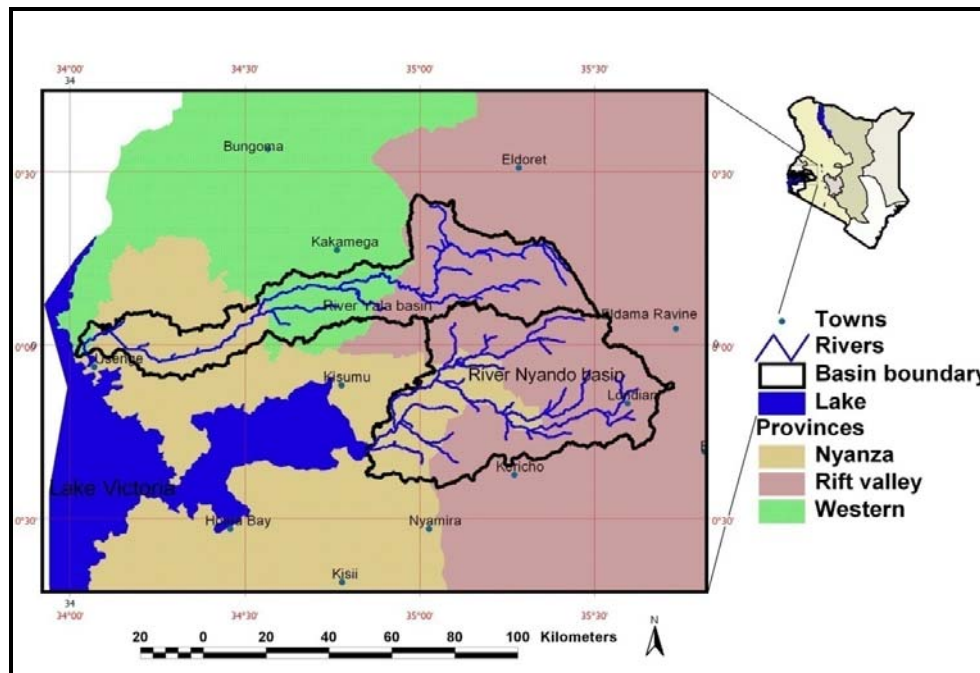 34°00' 34°30' 35°00' 35°30'
34
Bungoma
Eldoret
0°30' 0°30'
Kakamega
River Yala basin
Eldama Ravine
0°00' 0°00'
Usenge
Kisumu
River Nyando basin
Londiani
Kericho
Lake Victoria
Homa Bay
Nyamira
0°30' 0°30'
Kisii
34
34°00' 34°30' 35°00' 35°30'
20 0 20 40 60 80 100 Kilometers
N
Towns
Rivers
Basin boundary
Lake
Provinces
Nyanza
Rift valley
Western